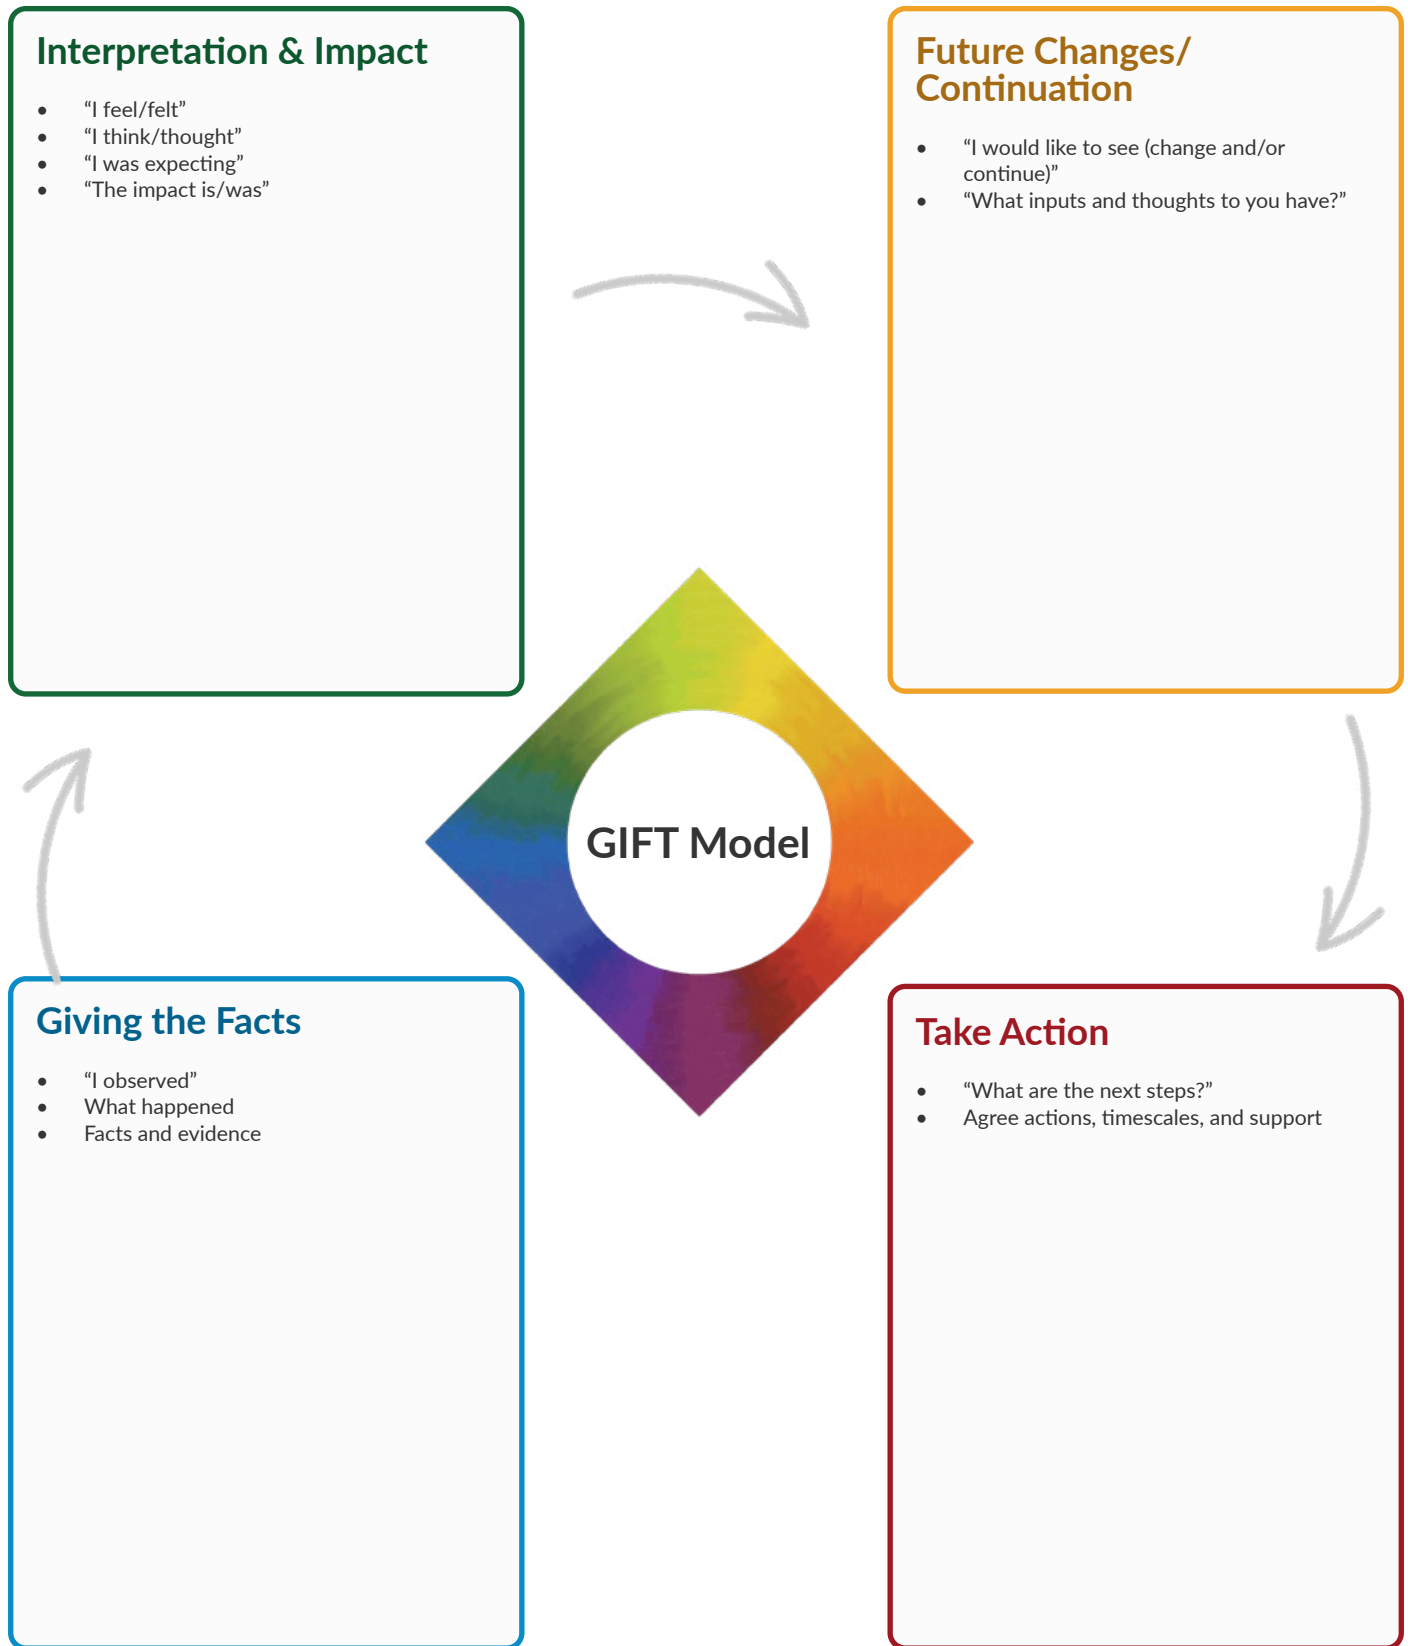 Interpretation & Impact
• “I feel/felt”
• “I think/thought”
• “I was expecting”
• “The impact is/was”
Future Changes/
Continuation
• “I would like to see (change and/or
continue)”
• “What inputs and thoughts to you have?”
GIFT Model
Giving the Facts
• “I observed”
• What happened
• Facts and evidence
Take Action
• “What are the next steps?”
• Agree actions, timescales, and support